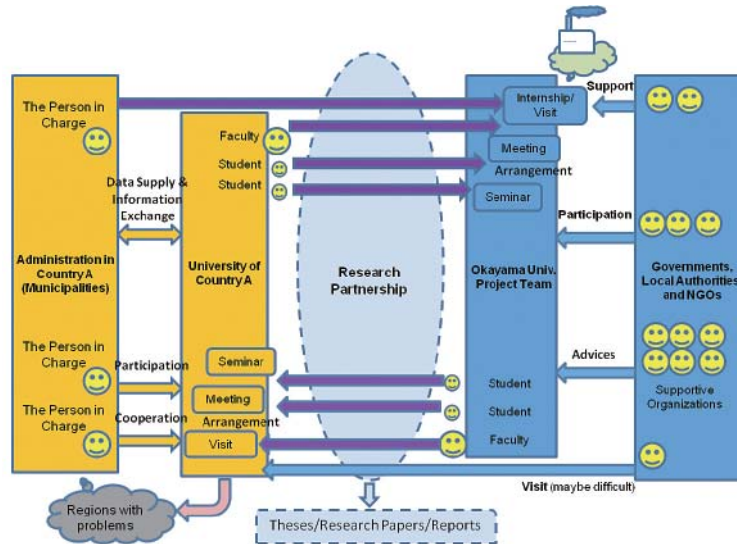 The Person in
Charge
Data Supply &
Information
Exchange
Administration in
Country A
(Municipalities)
The Person in
Charge
Participation
The Person in
Charge
Cooperation
Faculty
Student
Student
University of
Country A
Seminar
Meeting
Arrangement
Visit
Regions with
problems
Research
Partnership
Theses/Research Papers/Reports
Internship/
Visit
Meeting
Arrangement
Seminar
Okayama Univ.
Project Team
Student
Student
Faculty
Support
Participation
Advices
Visit (maybe difficult)
Governments,
Local Authorities
and NGOs
Supportive
Organizations